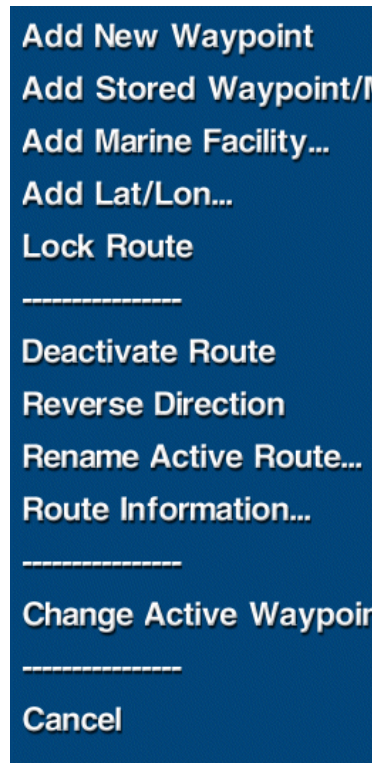 Add New Waypoint
Add Stored Waypoint/
Add Marine Facility...
Add Lat/Lon...
Lock Route
----------------
Deactivate Route
Reverse Direction
Rename Active Route...
Route Information...
----------------
Change Active Waypoin
----------------
Cancel